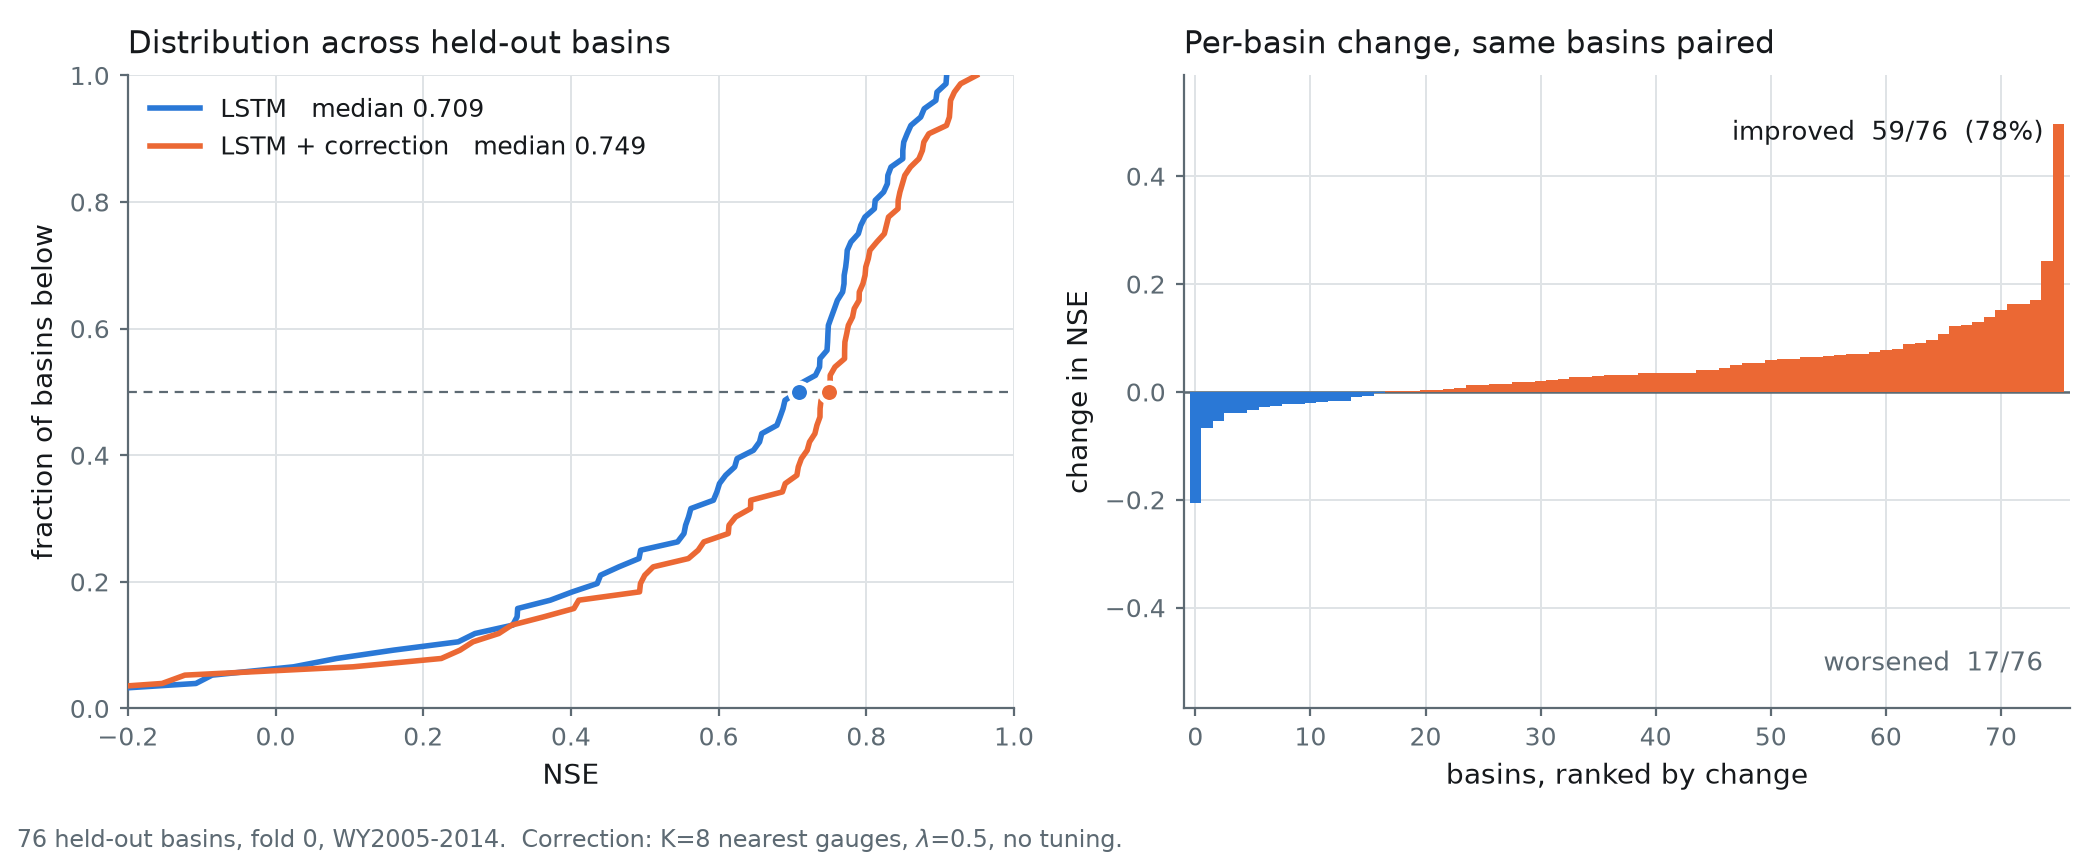 Distribution across held-out basins
LSTM median 0.709
LSTM + correction median 0.749
fraction of basins below
1.0
0.8
0.6
0.4
0.2
0.0
−0.2
0.0
0.2
0.4
0.6
0.8
1.0
NSE
Per-basin change, same basins paired
improved 59/76 (78%)
worsened 17/76
change in NSE
0.4
0.2
0.0
−0.2
−0.4
0
10
20
30
40
50
60
70
basins, ranked by change
76 held-out basins, fold 0, WY2005-2014. Correction: K=8 nearest gauges, λ=0.5, no tuning.